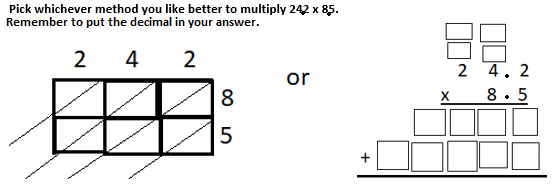 Pick whichever method you like better to multiply 24.2 x 8.5.
Remember to put the decimal in your answer.
2 4 2
8
5
or
2 4 . 2
x 8 . 5
+